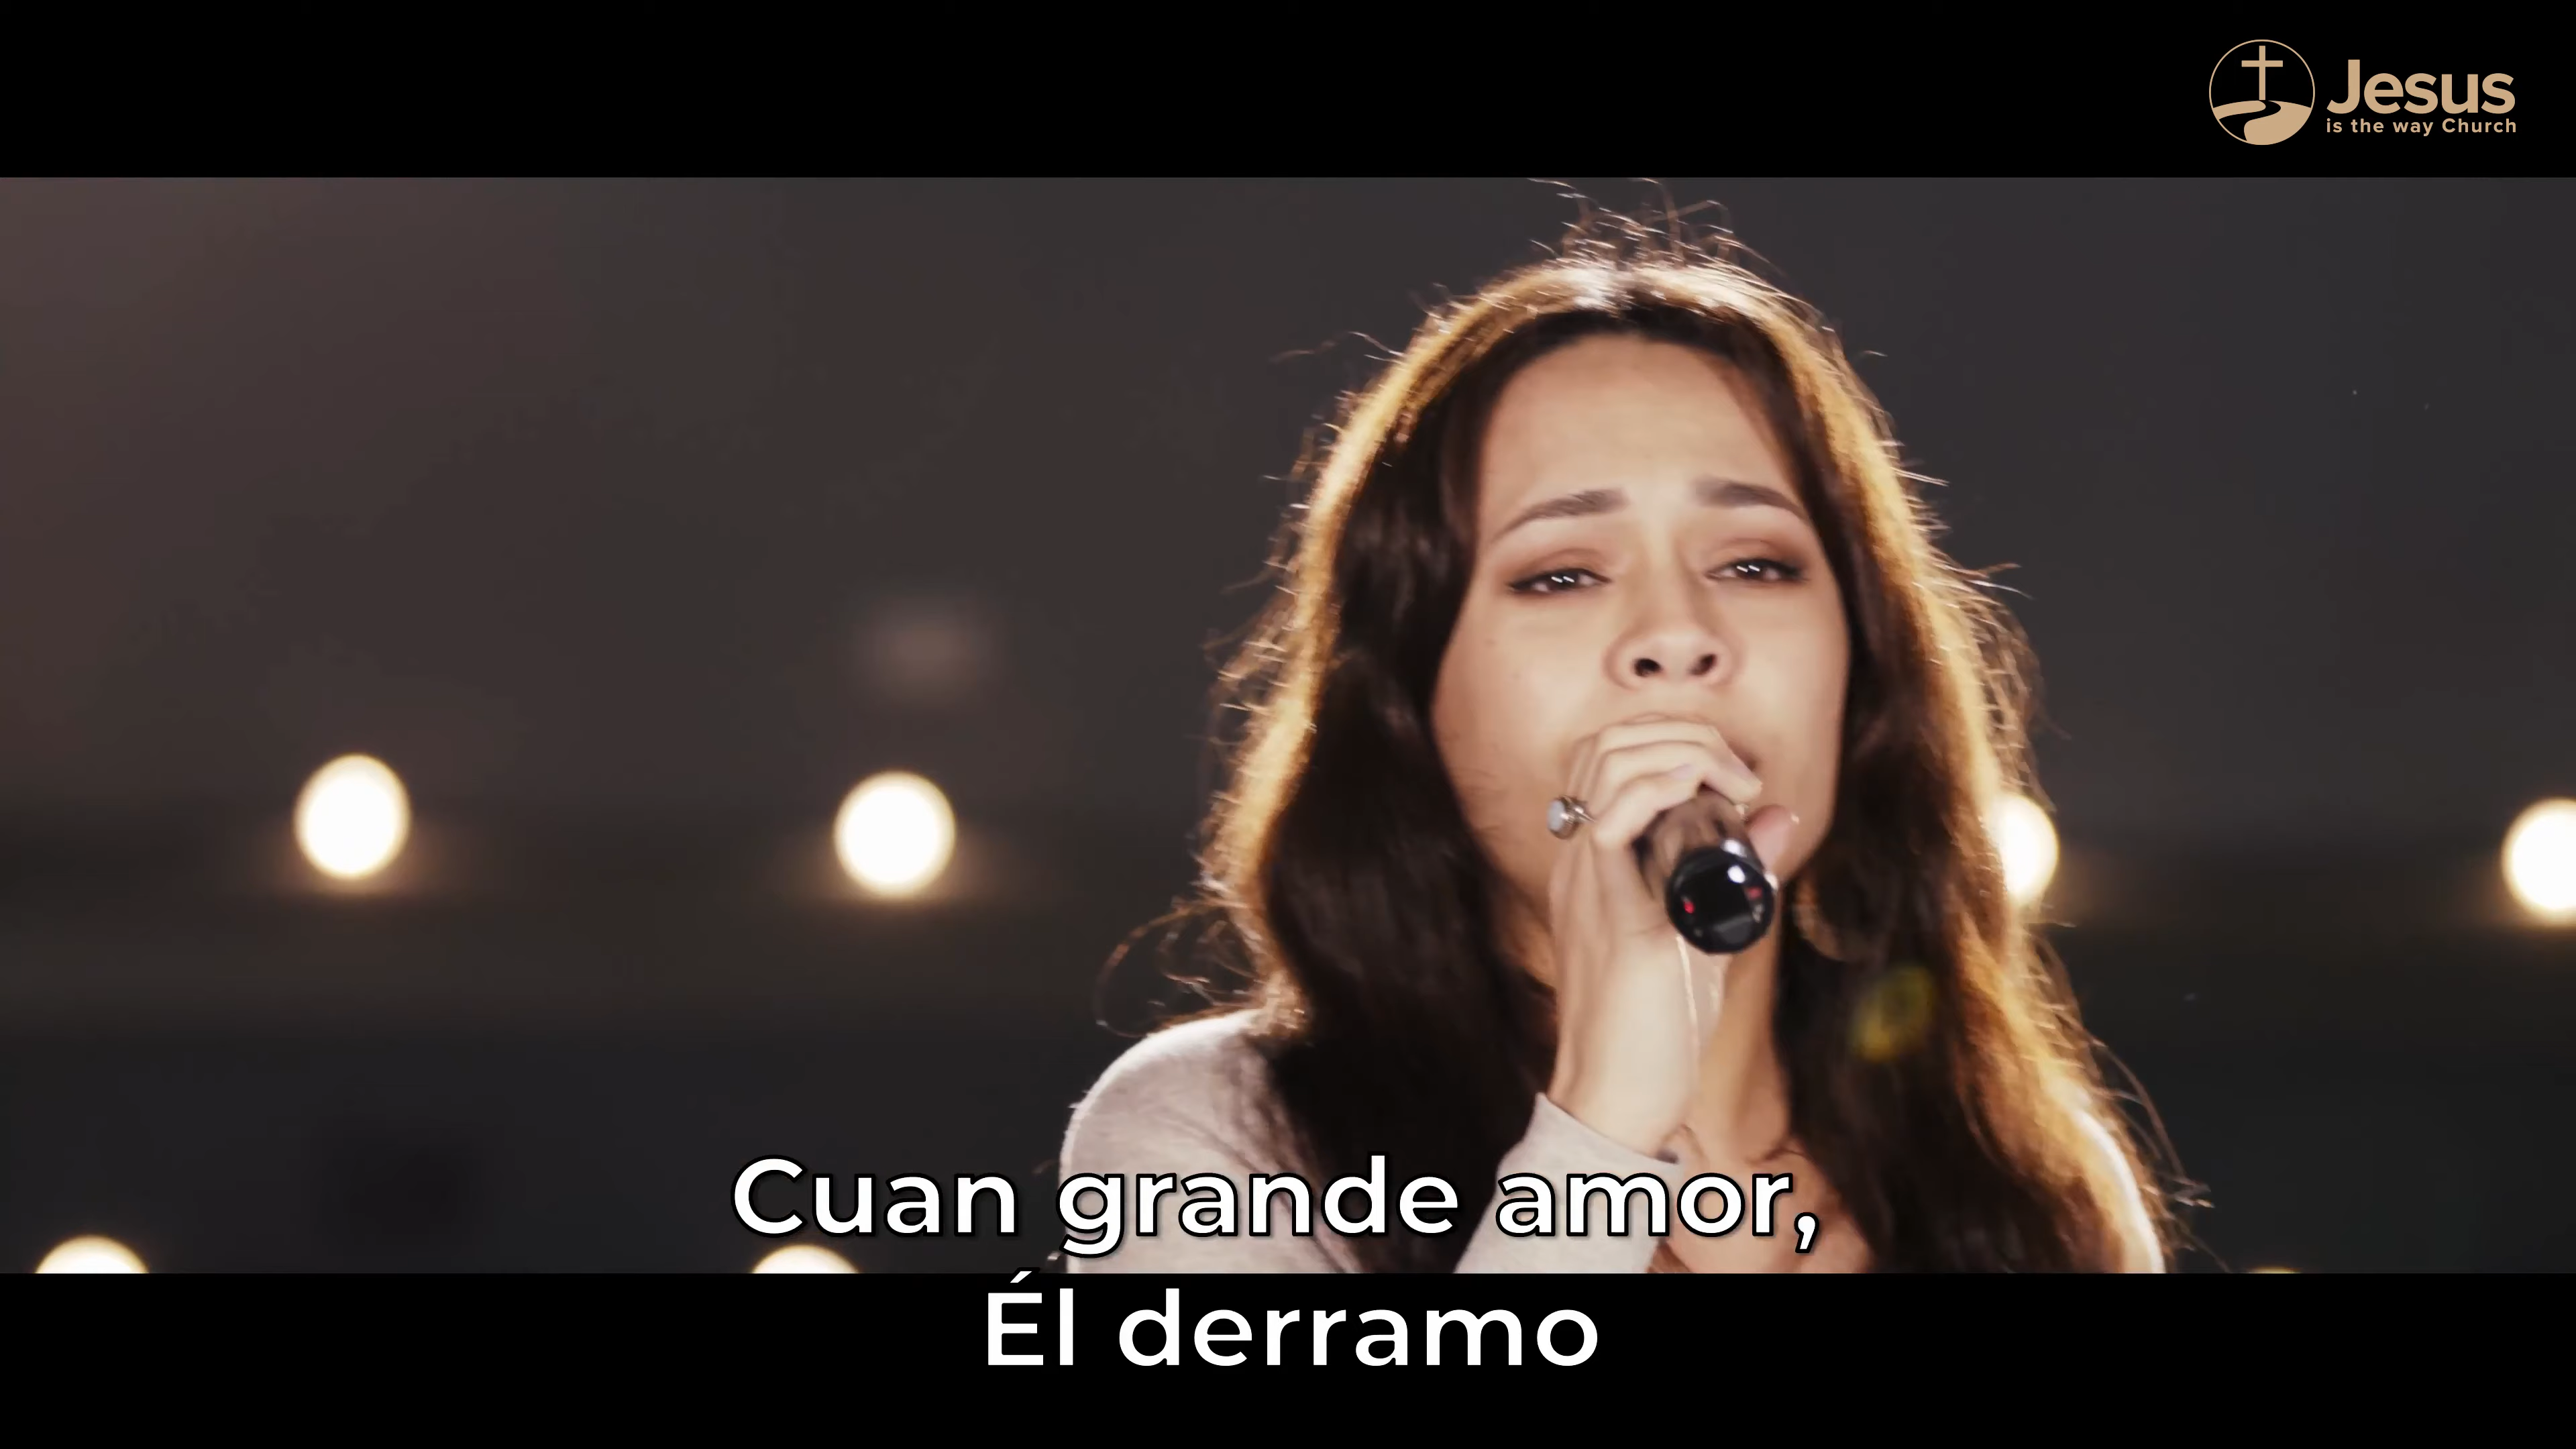 Jesus
is the way Church
Cuan grande amor,
Él derramo